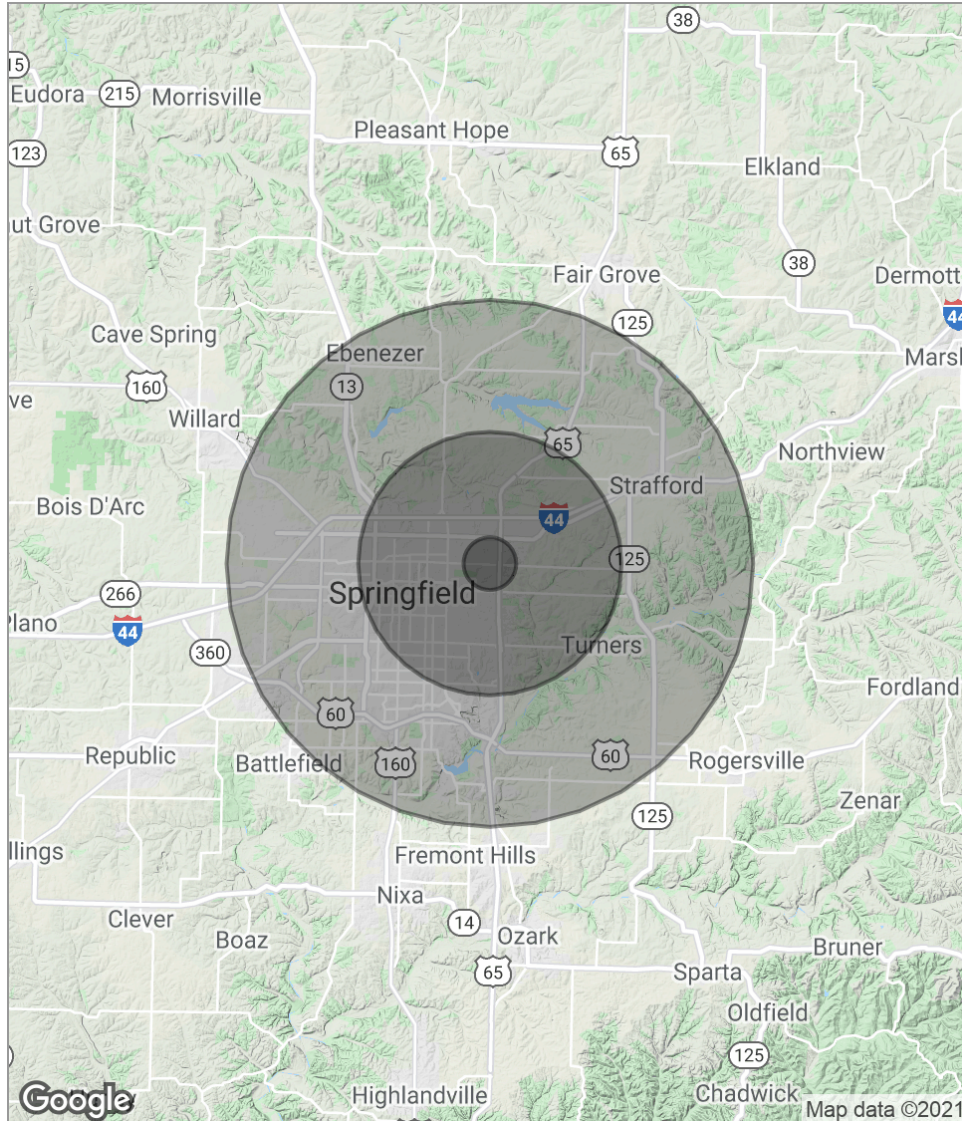 38
15
Eudora
215
Morrisville
Pleasant Hope
65
123
Elkland
ut Grove
38
Fair Grove
Dermott
44
125
Cave Spring
Ebenezer
Marsh
160
13
ve
Willard
65
Northview
Strafford
Bois D'Arc
44
125
266
Springfield
Plano
44
Turners
360
Fordland
60
Republic
Battlefield
160
60
Rogersville
Zenar
125
llings
Fremont Hills
Nixa
Clever
14
Boaz
Ozark
Bruner
65
Sparta
Oldfield
125
Highlandville
Chadwick
Google
Map data ©2021